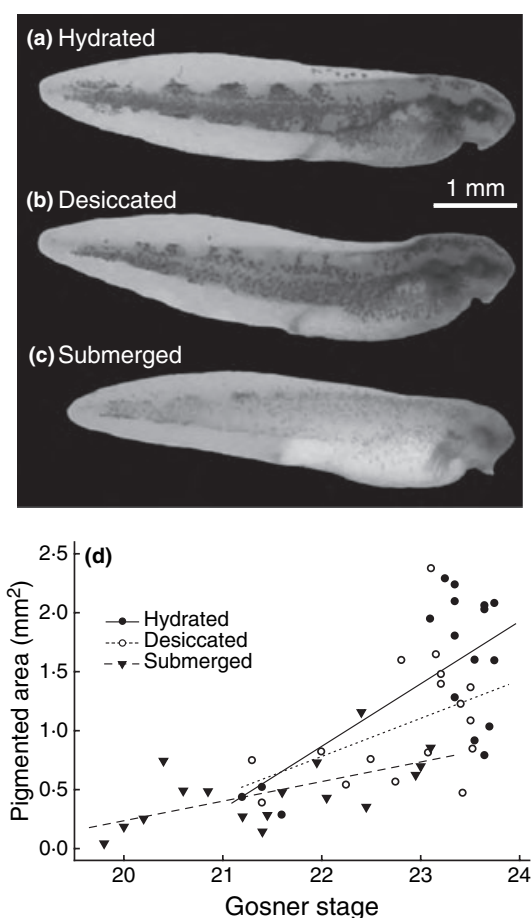 (a) Hydrated
1 mm
(b) Desiccated
(c) Submerged
(d)
Pigmented area (mm²)
2·5
2·0
1·5
1·0
0·5
0·0
Hydrated
Desiccated
Submerged
20 21 22 23 24
Gosner stage